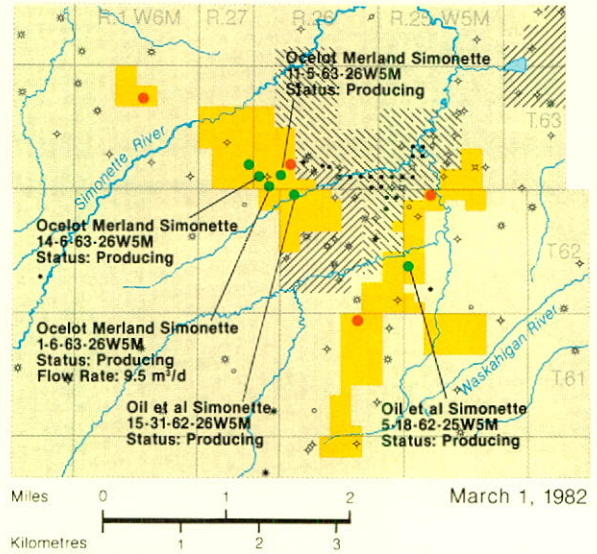 R.1 W6M R.27 R.26 R.25 W5M
Ocelot Merland Simonette
11-5-63-26W5M
Status: Producing
T.63
Simonette River
Ocelot Merland Simonette
14-6-63-26W5M
Status: Producing
T.62
Ocelot Merland Simonette
1-6-63-26W5M
Status: Producing
Flow Rate: 9.5 m³/d
Waskahigan River
T.61
Oil et al Simonette
15-31-62-26W5M
Status: Producing
Oil et al Simonette
5-18-62-25W5M
Status: Producing
Miles 0 1 2
March 1, 1982
Kilometres 1 2 3